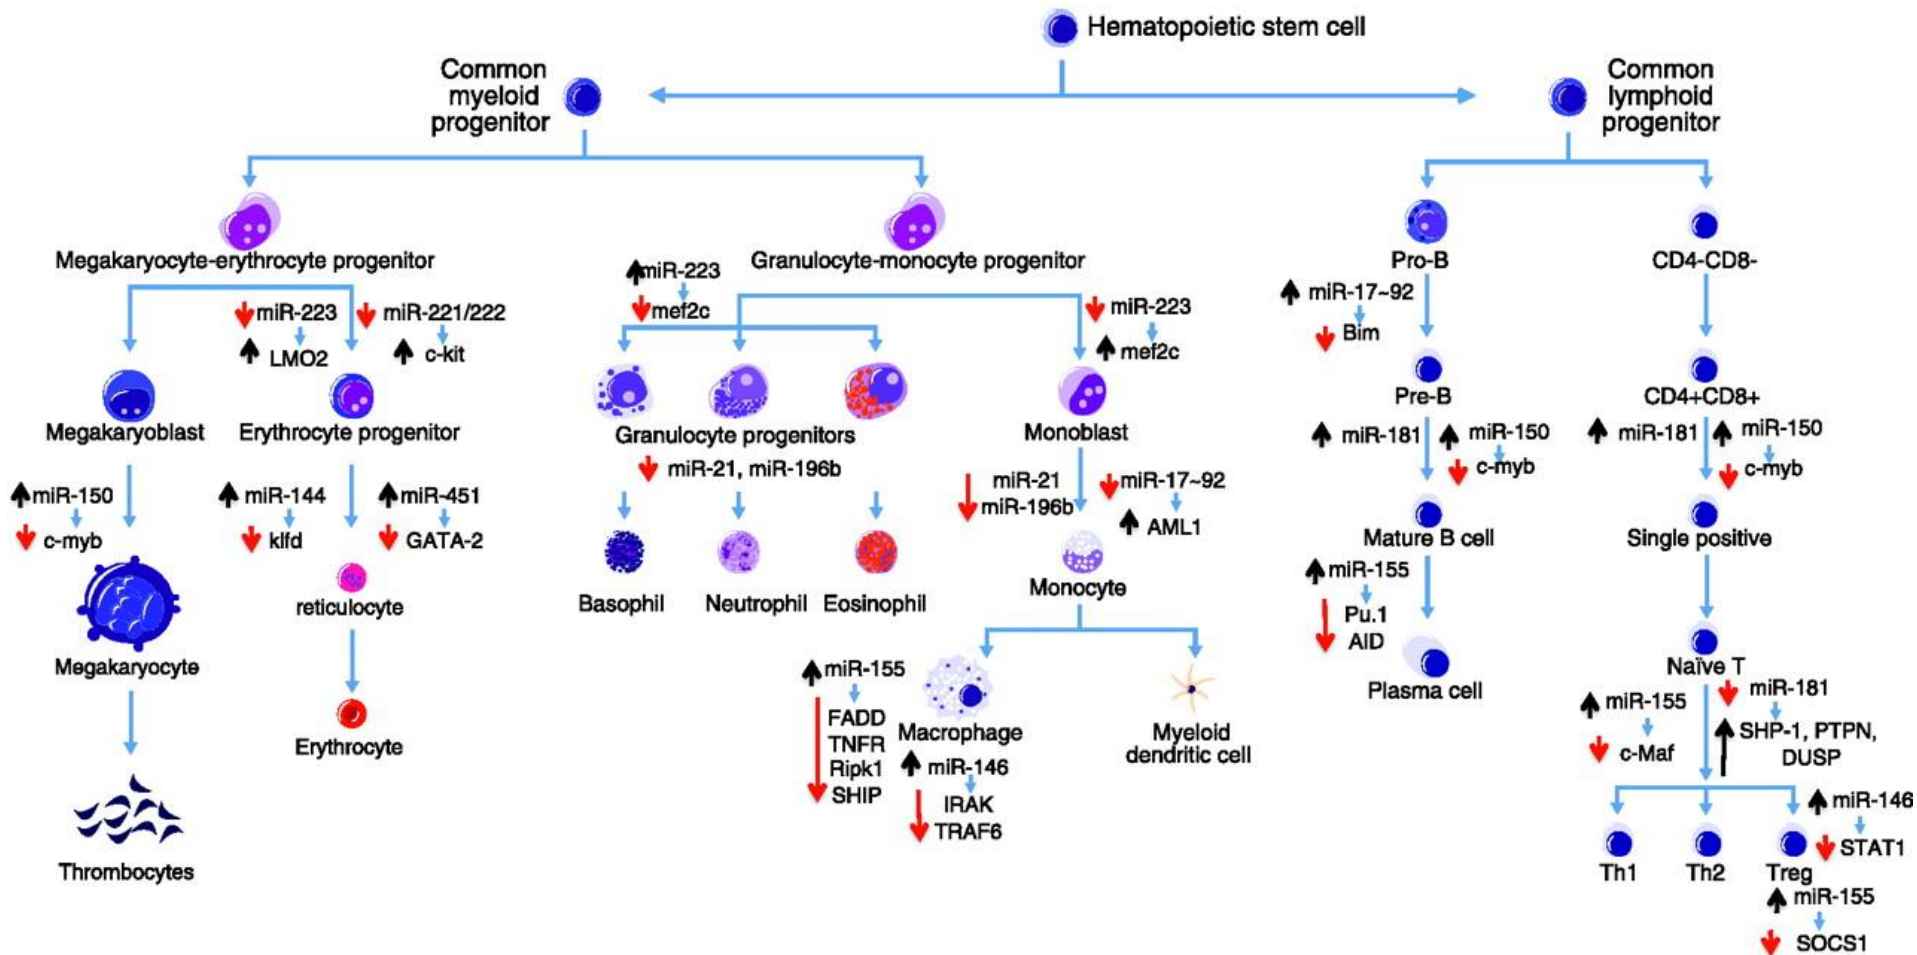 Hematopoietic stem cell
Common
myeloid
progenitor
Common
lymphoid
progenitor
Megakaryocyte-erythrocyte progenitor
Granulocyte-monocyte progenitor
Pro-B
CD4-CD8-
miR-223
LMO2
miR-221/222
c-kit
miR-223
mef2c
miR-223
mef2c
miR-17~92
Bim
Megakaryoblast
Erythrocyte progenitor
Granulocyte progenitors
Monoblast
Pre-B
CD4+CD8+
miR-150
c-myb
miR-144
klfd
miR-451
GATA-2
miR-21, miR-196b
miR-21
miR-196b
miR-17~92
AML1
miR-181
miR-150
c-myb
miR-181
miR-150
c-myb
Megakaryocyte
reticulocyte
Basophil
Neutrophil
Eosinophil
Monocyte
Mature B cell
Single positive
miR-155
Pu.1
AID
Plasma cell
Naïve T
Erythrocyte
Thrombocytes
miR-155
FADD
TNFR
Ripk1
SHIP
Macrophage
miR-146
IRAK
TRAF6
Myeloid
dendritic cell
miR-155
c-Maf
miR-181
SHP-1, PTPN,
DUSP
miR-146
STAT1
Th1
Th2
Treg
miR-155
SOCS1